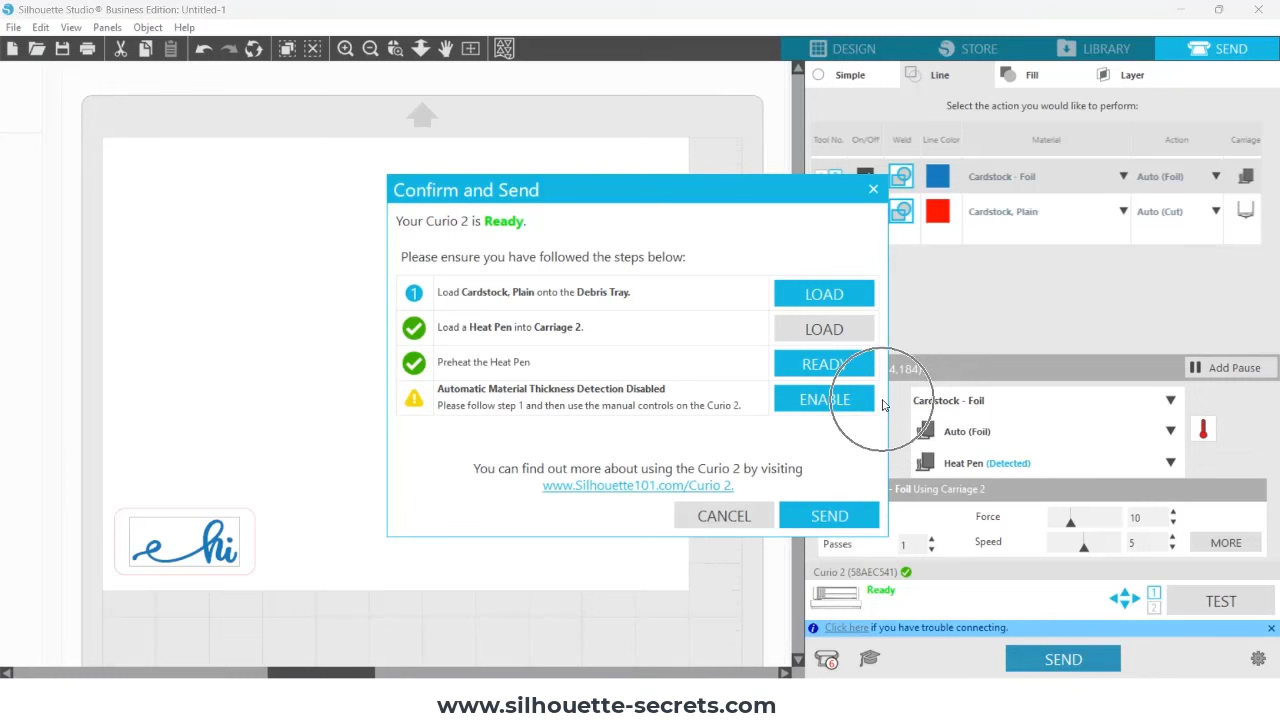 Silhouette Studio® Business Edition: Untitled-1
File Edit View Panels Object Help
DESIGN STORE LIBRARY SEND
Simple Line Fill Layer
Select the action you would like to perform:
Tool No. On/Off Weld Line Color Material Action Carriage
Cardstock - Foil Auto (Foil)
Cardstock, Plain Auto (Cut)
Confirm and Send
Your Curio 2 is Ready.
Please ensure you have followed the steps below:
1 Load Cardstock, Plain onto the Debris Tray. LOAD
Load a Heat Pen into Carriage 2. LOAD
Preheat the Heat Pen READY
Automatic Material Thickness Detection Disabled
Please follow step 1 and then use the manual controls on the Curio 2. ENABLE
You can find out more about using the Curio 2 by visiting
www.Silhouette101.com/Curio 2.
CANCEL SEND
4,184) Add Pause
Cardstock - Foil
Auto (Foil)
Heat Pen (Detected)
- Foil Using Carriage 2
Force 10
Speed 5 MORE
Passes 1
Curio 2 (58AEC541)
Ready
1
2
TEST
Click here if you have trouble connecting.
6
SEND
hi
www.silhouette-secrets.com